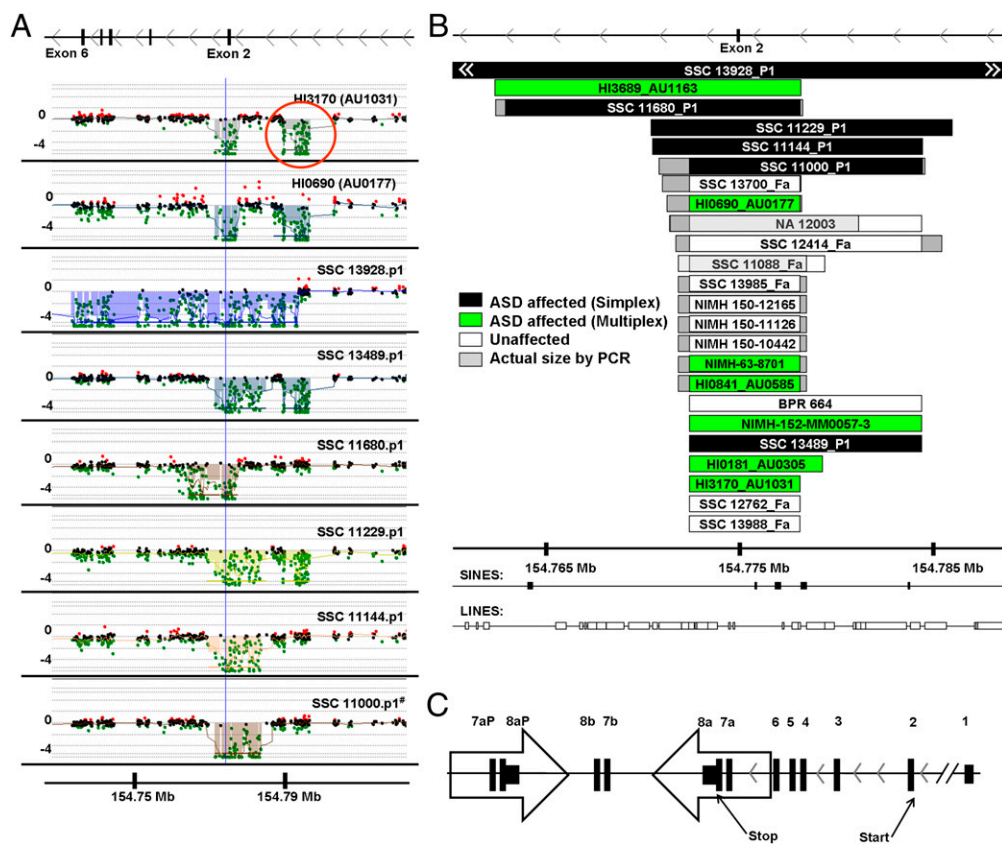 A
Exon 6
Exon 2
HI3170 (AU1031)
0
-4
HI0690 (AU0177)
0
-4
SSC 13928.p1
0
-4
SSC 13489.p1
0
-4
SSC 11680.p1
0
-4
SSC 11229.p1
0
-4
SSC 11144.p1
0
-4
SSC 11000.p1#
0
-4
154.75 Mb
154.79 Mb
B
Exon 2
SSC 13928_P1
HI3689_AU1163
SSC 11680_P1
SSC 11229_P1
SSC 11144_P1
SSC 11000_P1
SSC 13700_Fa
HI0690_AU0177
NA 12003
SSC 12414_Fa
SSC 11088_Fa
SSC 13985_Fa
NIMH 150-12165
NIMH 150-11126
NIMH 150-10442
NIMH-63-8701
HI0841_AU0585
BPR 664
NIMH-152-MM0057-3
SSC 13489_P1
HI0181_AU0305
HI3170_AU1031
SSC 12762_Fa
SSC 13988_Fa
ASD affected (Simplex)
ASD affected (Multiplex)
Unaffected
Actual size by PCR
154.765 Mb
154.775 Mb
154.785 Mb
SINES:
LINES:
C
7aP 8aP 8b 7b 8a 7a 6 5 4 3 2 1
Stop
Start